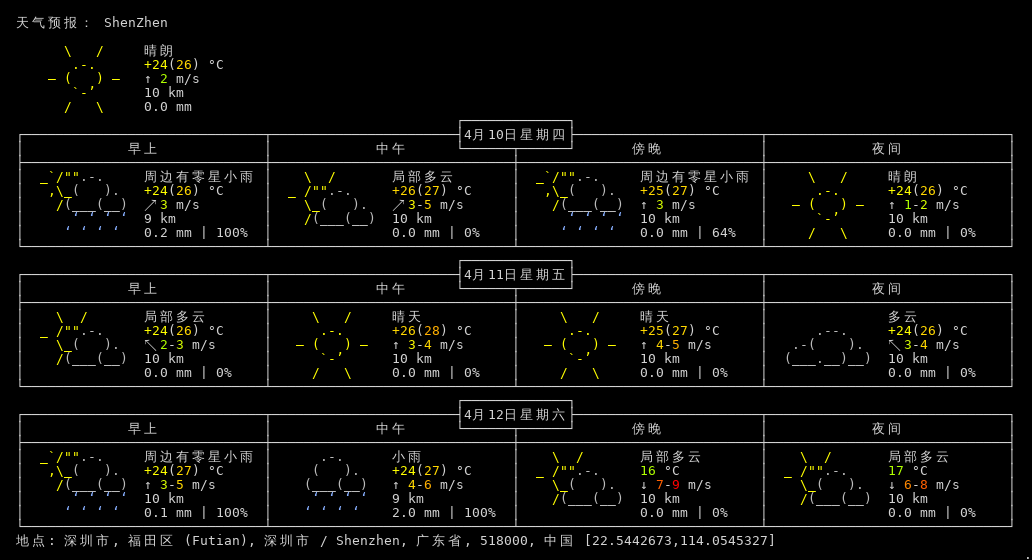 天气预报： ShenZhen
晴朗
+24(26) °C
↑ 2 m/s
10 km
0.0 mm
4月10日星期四
早上 中午 傍晚 夜间
周边有零星小雨 局部多云 周边有零星小雨 晴朗
+24(26) °C +26(27) °C +25(27) °C +24(26) °C
↗3 m/s ↗3-5 m/s ↑ 3 m/s ↑ 1-2 m/s
9 km 10 km 10 km 10 km
0.2 mm | 100% 0.0 mm | 0% 0.0 mm | 64% 0.0 mm | 0%
4月11日星期五
早上 中午 傍晚 夜间
局部多云 晴天 晴天 多云
+24(26) °C +26(28) °C +25(27) °C +24(26) °C
↖2-3 m/s ↑ 3-4 m/s ↑ 4-5 m/s ↖3-4 m/s
10 km 10 km 10 km 10 km
0.0 mm | 0% 0.0 mm | 0% 0.0 mm | 0% 0.0 mm | 0%
4月12日星期六
早上 中午 傍晚 夜间
周边有零星小雨 小雨 局部多云 局部多云
+24(27) °C +24(27) °C 16 °C 17 °C
↑ 3-5 m/s ↑ 4-6 m/s ↓ 7-9 m/s ↓ 6-8 m/s
10 km 9 km 10 km 10 km
0.1 mm | 100% 2.0 mm | 100% 0.0 mm | 0% 0.0 mm | 0%
地点: 深圳市, 福田区 (Futian), 深圳市 / Shenzhen, 广东省, 518000, 中国 [22.5442673,114.0545327]